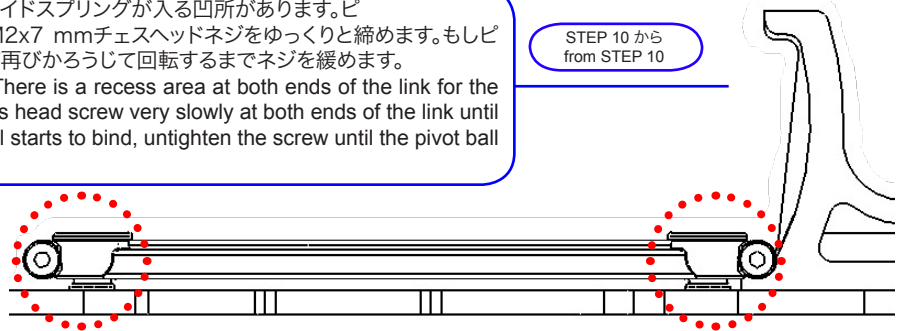 イドスプリングが入る凹所があります。ピ
M2x7 mmチェスヘッドネジをゆっくりと締めます。もしピ
再びかろうじて回転するまでネジを緩めます。
There is a recess area at both ends of the link for the
s head screw very slowly at both ends of the link until
l starts to bind, untighten the screw until the pivot ball
STEP 10 から
from STEP 10